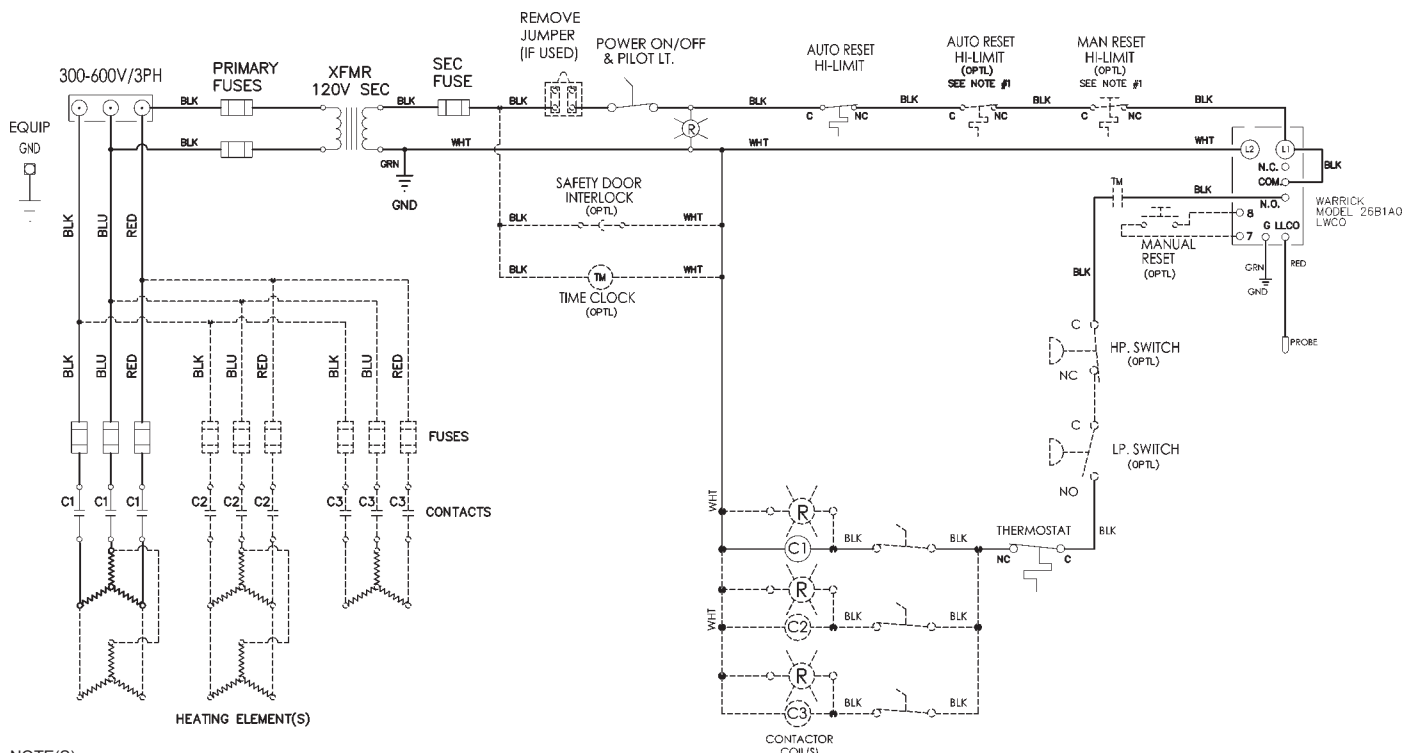 REMOVE
JUMPER
(IF USED)
POWER ON/OFF
& PILOT LT.
AUTO RESET
HI-LIMIT
AUTO RESET
HI-LIMIT
(OPTL)
SEE NOTE #1
MAN RESET
HI-LIMIT
(OPTL)
SEE NOTE #1
300-600V/3PH
PRIMARY
FUSES
XFMR
120V SEC
SEC
FUSE
BLK
BLK
BLK
BLK
BLK
BLK
BLK
C
NC
C
NC
C
NC
R
EQUIP
GND
BLK
WHT
WHT
WHT
L2
L1
BLK
GRN
GND
N.C.
COM.
N.O.
TM
BLK
WARRICK
MODEL 26B1A0
LWCO
SAFETY DOOR
INTERLOCK
(OPTL)
BLK
WHT
8
7
G
LLCO
MANUAL
RESET
(OPTL)
GRN
GND
RED
PROBE
BLK
BLU
RED
BLK
TM
WHT
TIME CLOCK
(OPTL)
BLK
C
HP. SWITCH
(OPTL)
NC
C
LP. SWITCH
(OPTL)
NO
BLK
BLU
RED
BLK
BLU
RED
BLK
BLU
RED
FUSES
C1
C1
C1
C2
C2
C2
C3
C3
C3
CONTACTS
WHT
R
C1
BLK
BLK
THERMOSTAT
NC
C
BLK
WHT
R
C2
BLK
BLK
R
C3
BLK
BLK
HEATING ELEMENT(S)
CONTACTOR
COIL(S)
NOTE(S)